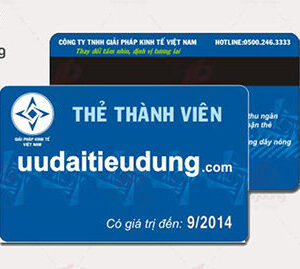 CÔNG TY TNHH GIẢI PHÁP KINH TẾ VIỆT NAM HOTLINE:0500.246.3333
Thay đổi tầm nhìn, định vị tương lai
THẺ THÀNH VIÊN
GIẢI PHÁP KINH TẾ
VIỆT NAM
uudaitieudung.com
thu ngân
nhận thẻ
đường dây nóng
Có giá trị đến: 9/2014